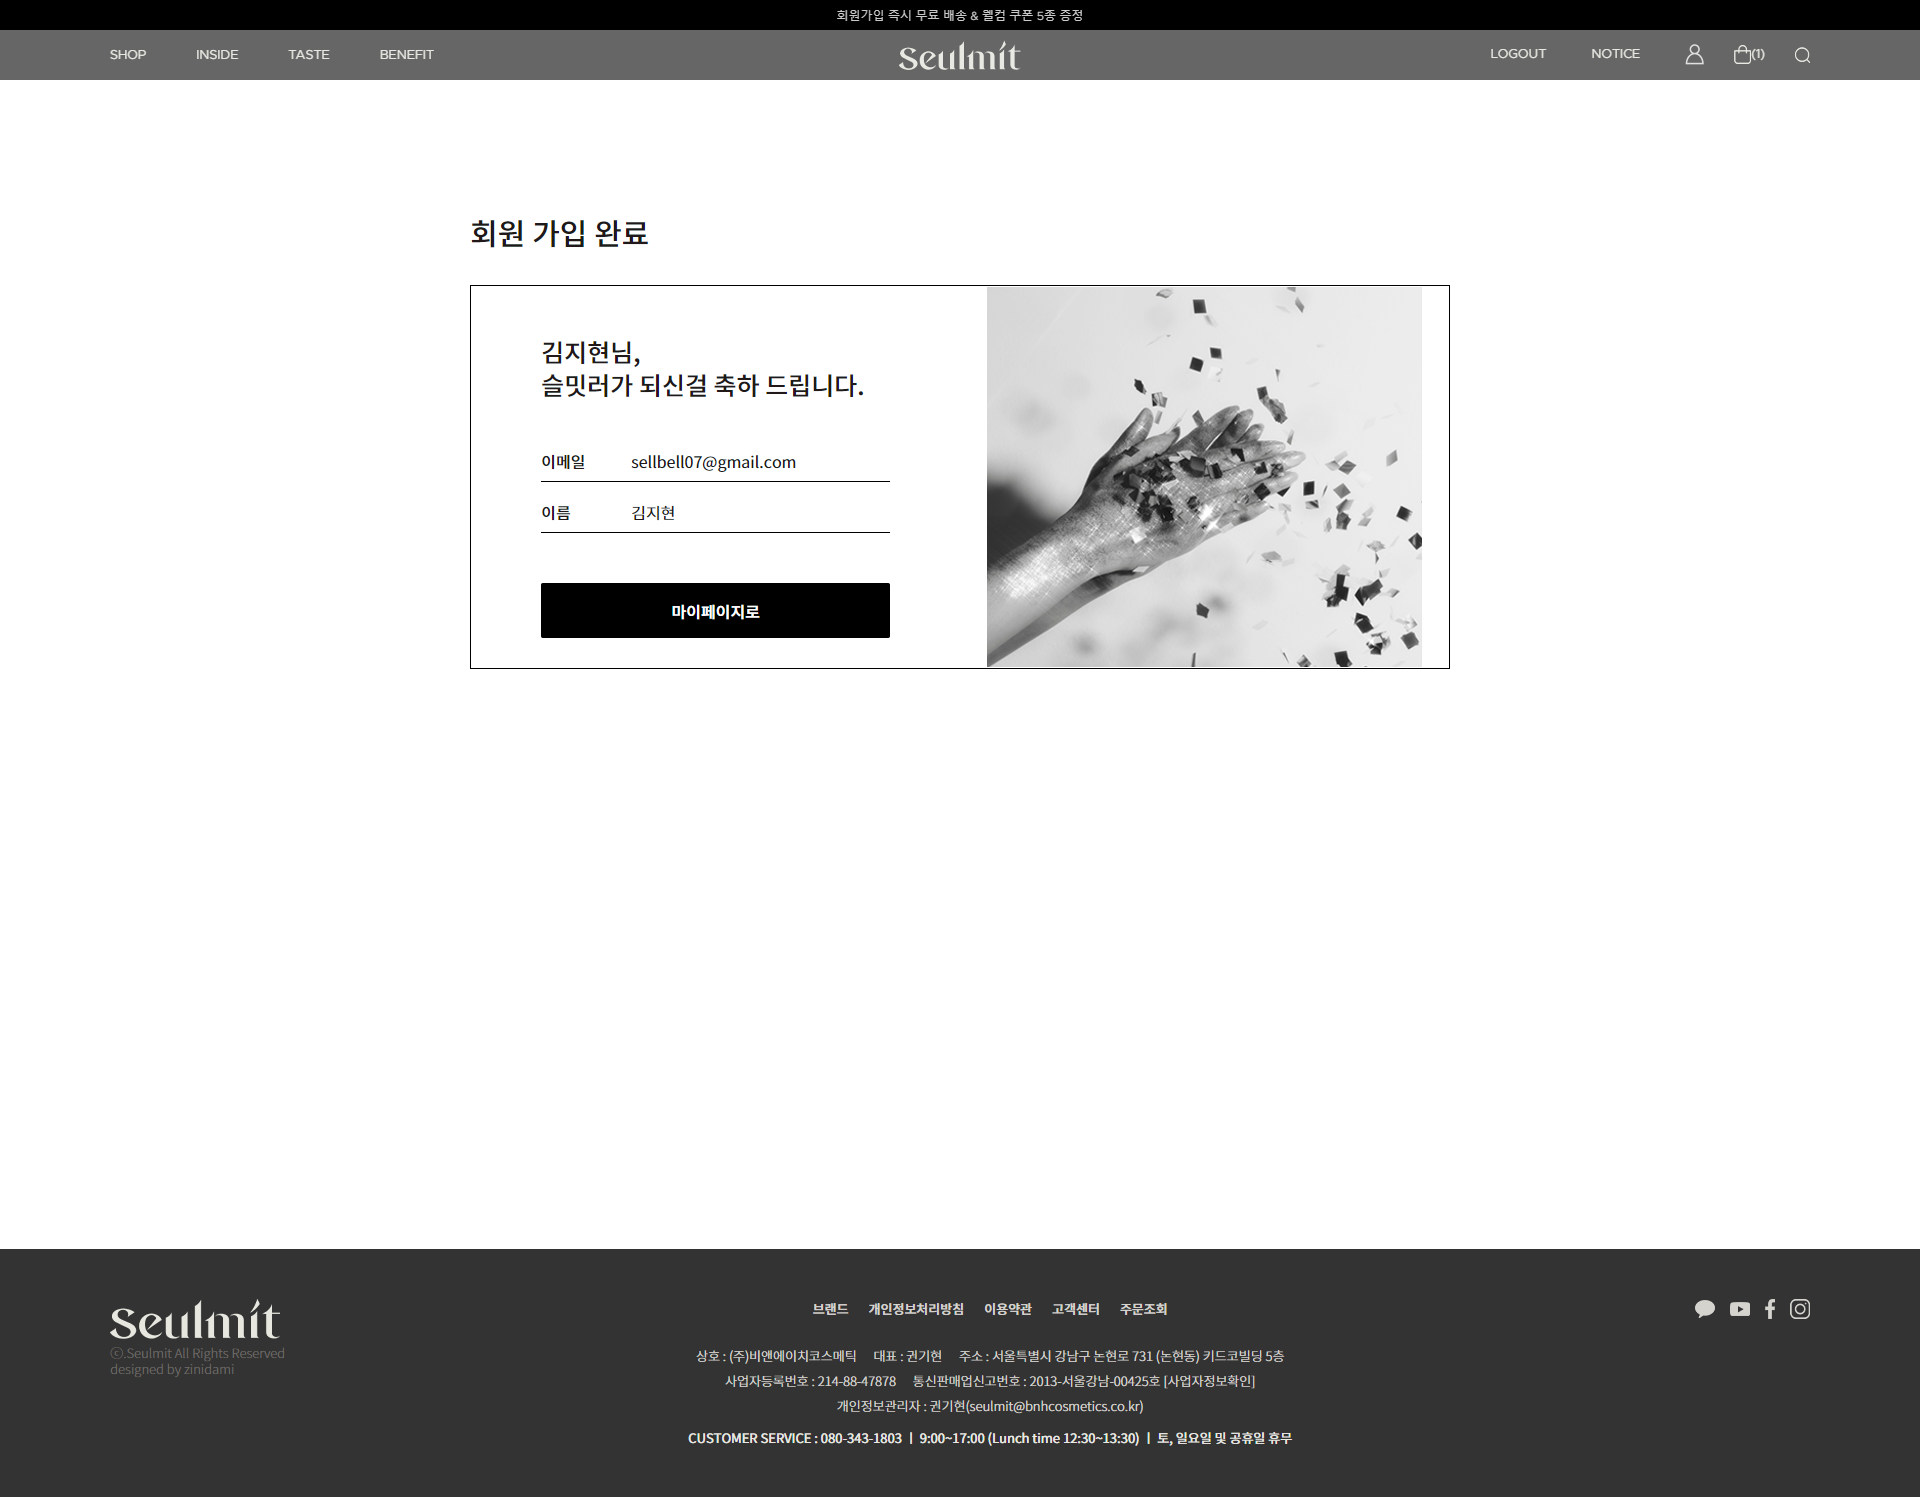 회원가입 즉시 무료 배송 & 웰컴 쿠폰 5종 증정
SHOP INSIDE TASTE BENEFIT Seulmit LOGOUT NOTICE (1)
회원 가입 완료
김지현님,
슬밋러가 되신걸 축하 드립니다.
이메일 sellbell07@gmail.com
이름 김지현
마이페이지로
Seulmit
ⓒ.Seulmit All Rights Reserved
designed by zinidami
브랜드 개인정보처리방침 이용약관 고객센터 주문조회
상호 : (주)비엔에이치코스메틱 대표 : 권기현 주소 : 서울특별시 강남구 논현로 731 (논현동) 키드코빌딩 5층
사업자등록번호 : 214-88-47878 통신판매업신고번호 : 2013-서울강남-00425호 [사업자정보확인]
개인정보관리자 : 권기현(seulmit@bnhcosmetics.co.kr)
CUSTOMER SERVICE : 080-343-1803 ㅣ 9:00~17:00 (Lunch time 12:30~13:30) ㅣ 토, 일요일 및 공휴일 휴무